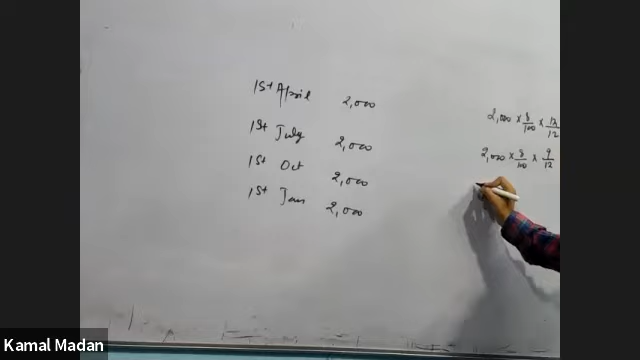 1st April 2,000
1st July 2,000
1st Oct 2,000
1st Jan 2,000
2,000 × 8/100 × 12/12
2,000 × 8/100 × 9/12
Kamal Madan